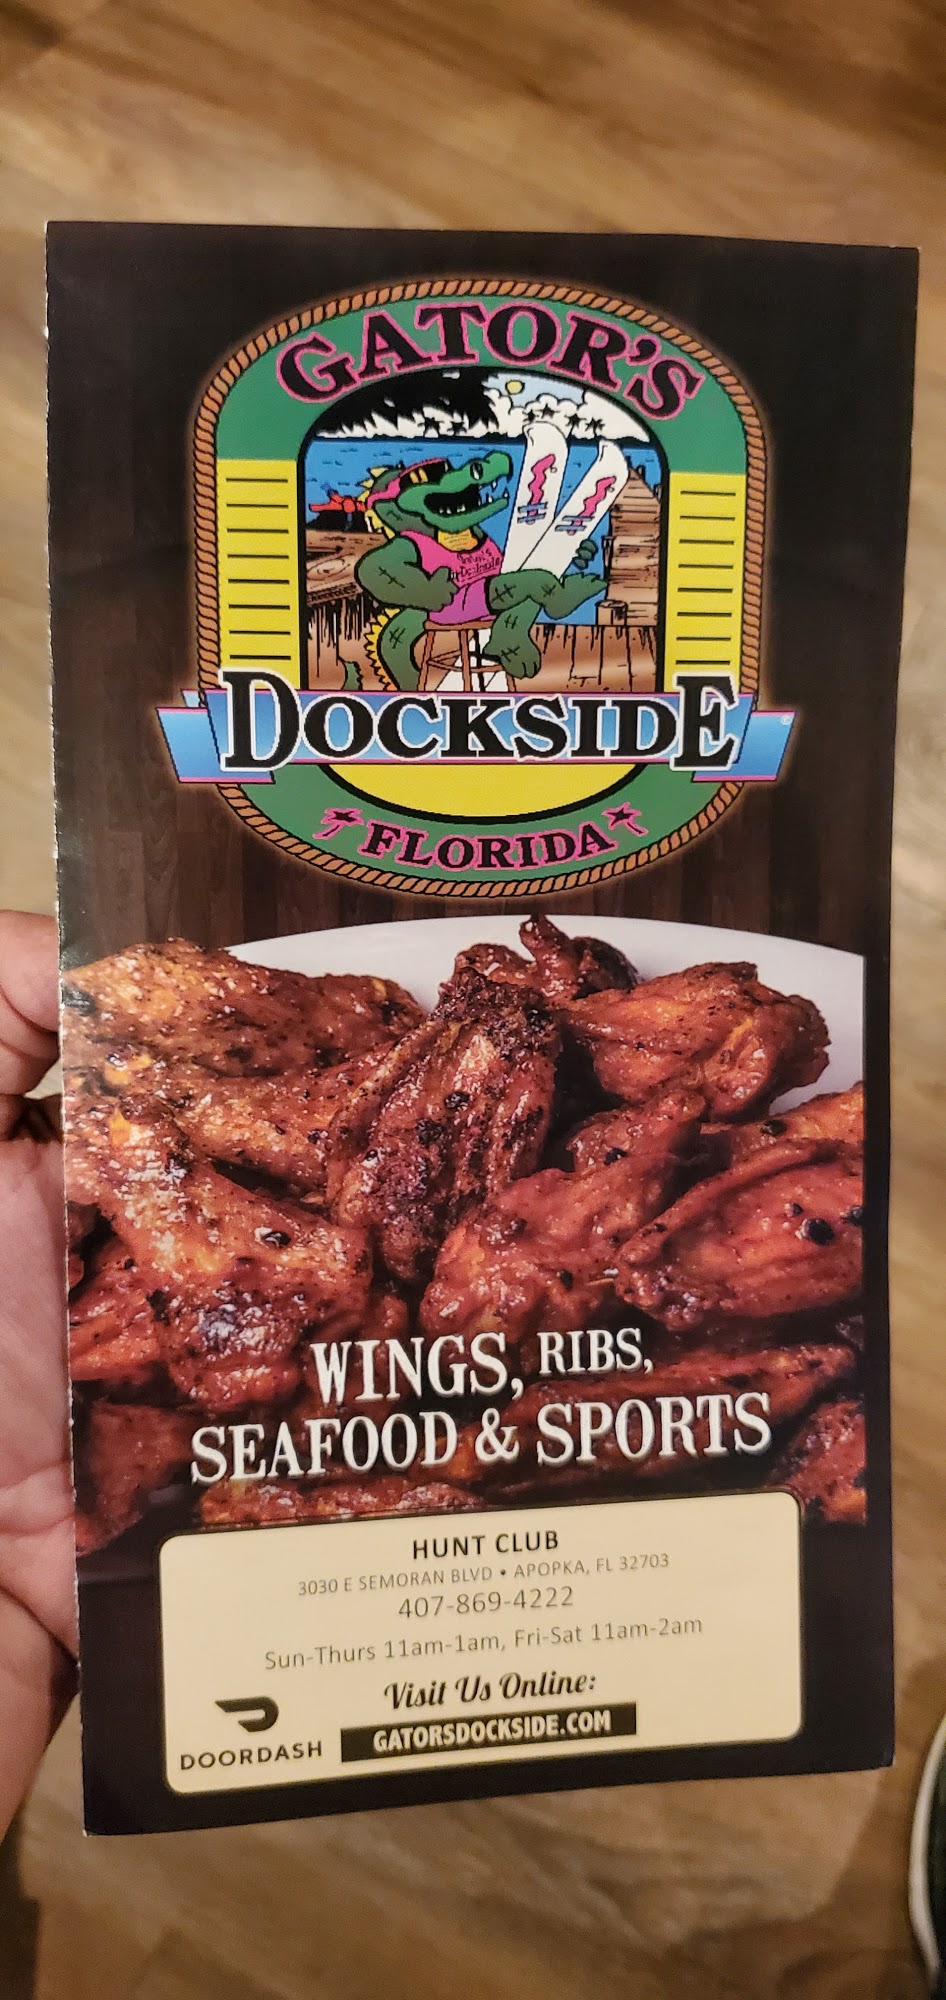 GATOR'S
DOCKSIDE
FLORIDA
WINGS, RIBS,
SEAFOOD & SPORTS
HUNT CLUB
3030 E SEMORAN BLVD • APOPKA, FL 32703
407-869-4222
Sun-Thurs 11am-1am, Fri-Sat 11am-2am
Visit Us Online:
GATORSDOCKSIDE.COM
DOORDASH